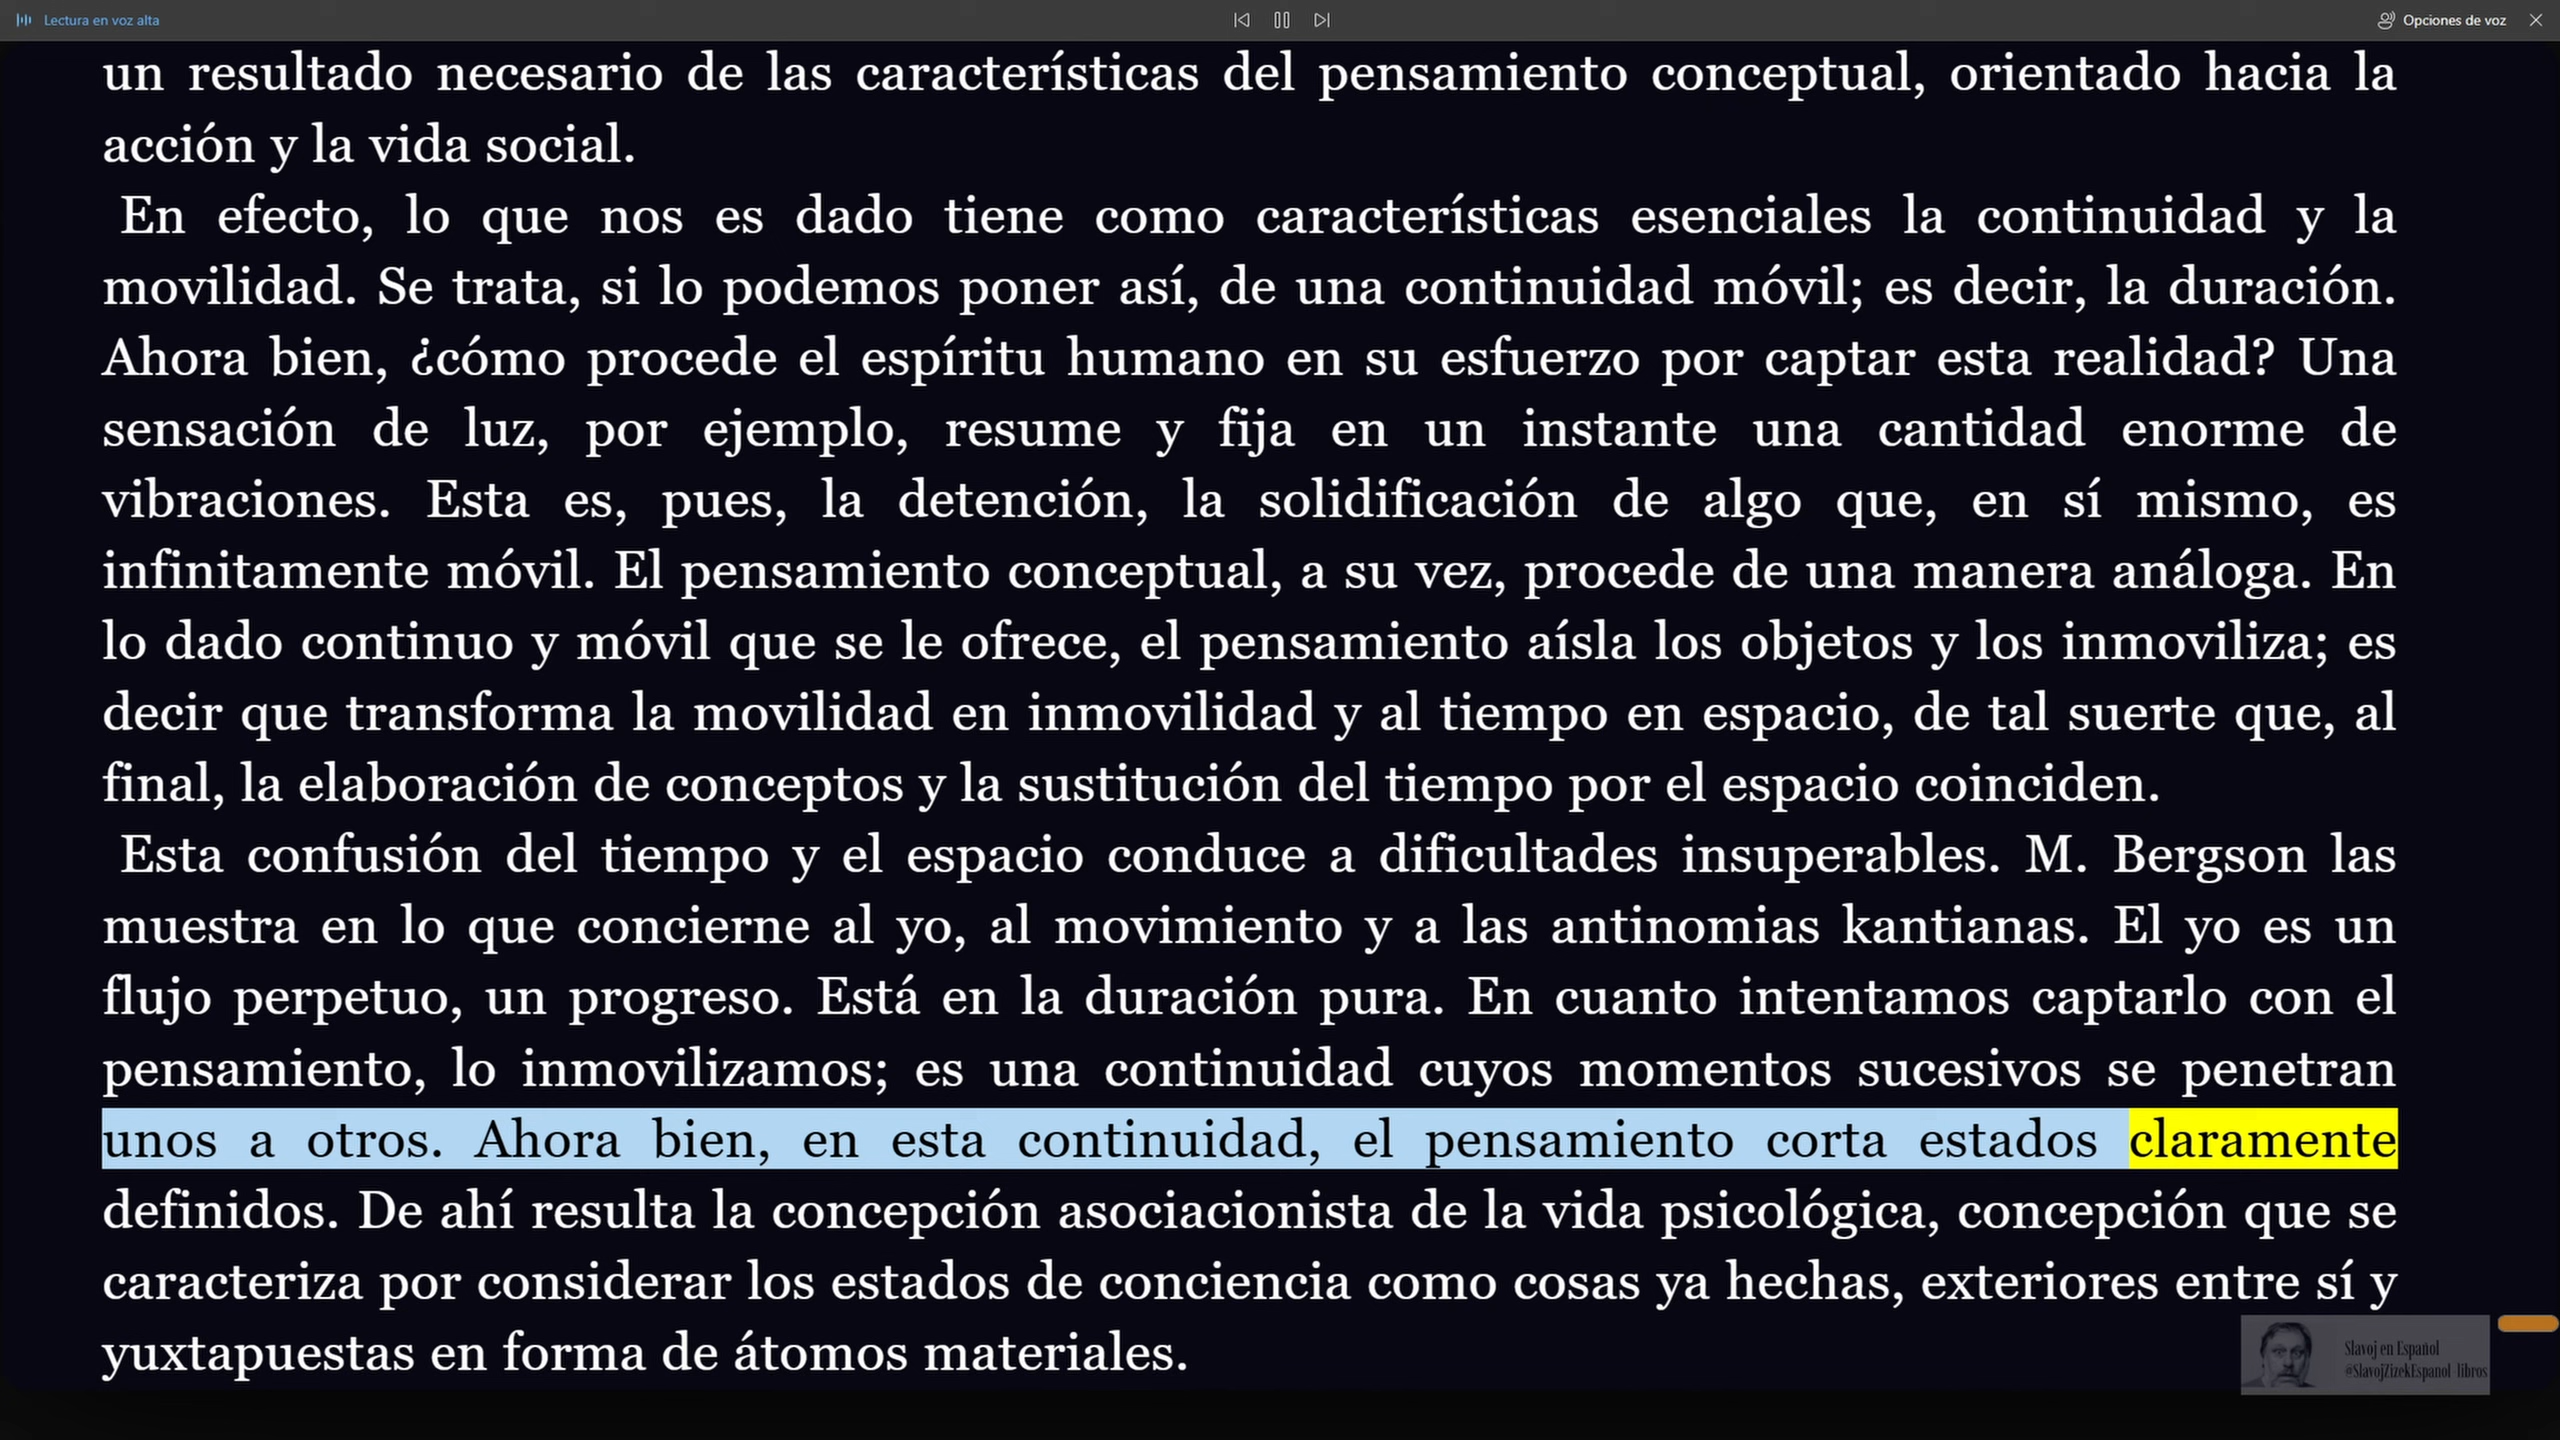 Lectura en voz alta
Opciones de voz
un resultado necesario de las características del pensamiento conceptual, orientado hacia la
acción y la vida social.
En efecto, lo que nos es dado tiene como características esenciales la continuidad y la
movilidad. Se trata, si lo podemos poner así, de una continuidad móvil; es decir, la duración.
Ahora bien, ¿cómo procede el espíritu humano en su esfuerzo por captar esta realidad? Una
sensación de luz, por ejemplo, resume y fija en un instante una cantidad enorme de
vibraciones. Esta es, pues, la detención, la solidificación de algo que, en sí mismo, es
infinitamente móvil. El pensamiento conceptual, a su vez, procede de una manera análoga. En
lo dado continuo y móvil que se le ofrece, el pensamiento aísla los objetos y los inmoviliza; es
decir que transforma la movilidad en inmovilidad y al tiempo en espacio, de tal suerte que, al
final, la elaboración de conceptos y la sustitución del tiempo por el espacio coinciden.
Esta confusión del tiempo y el espacio conduce a dificultades insuperables. M. Bergson las
muestra en lo que concierne al yo, al movimiento y a las antinomias kantianas. El yo es un
flujo perpetuo, un progreso. Está en la duración pura. En cuanto intentamos captarlo con el
pensamiento, lo inmovilizamos; es una continuidad cuyos momentos sucesivos se penetran
unos a otros. Ahora bien, en esta continuidad, el pensamiento corta estados claramente
definidos. De ahí resulta la concepción asociacionista de la vida psicológica, concepción que se
caracteriza por considerar los estados de conciencia como cosas ya hechas, exteriores entre sí y
yuxtapuestas en forma de átomos materiales.
Slavoj en Español
@SlavojZizekEspanol-libros